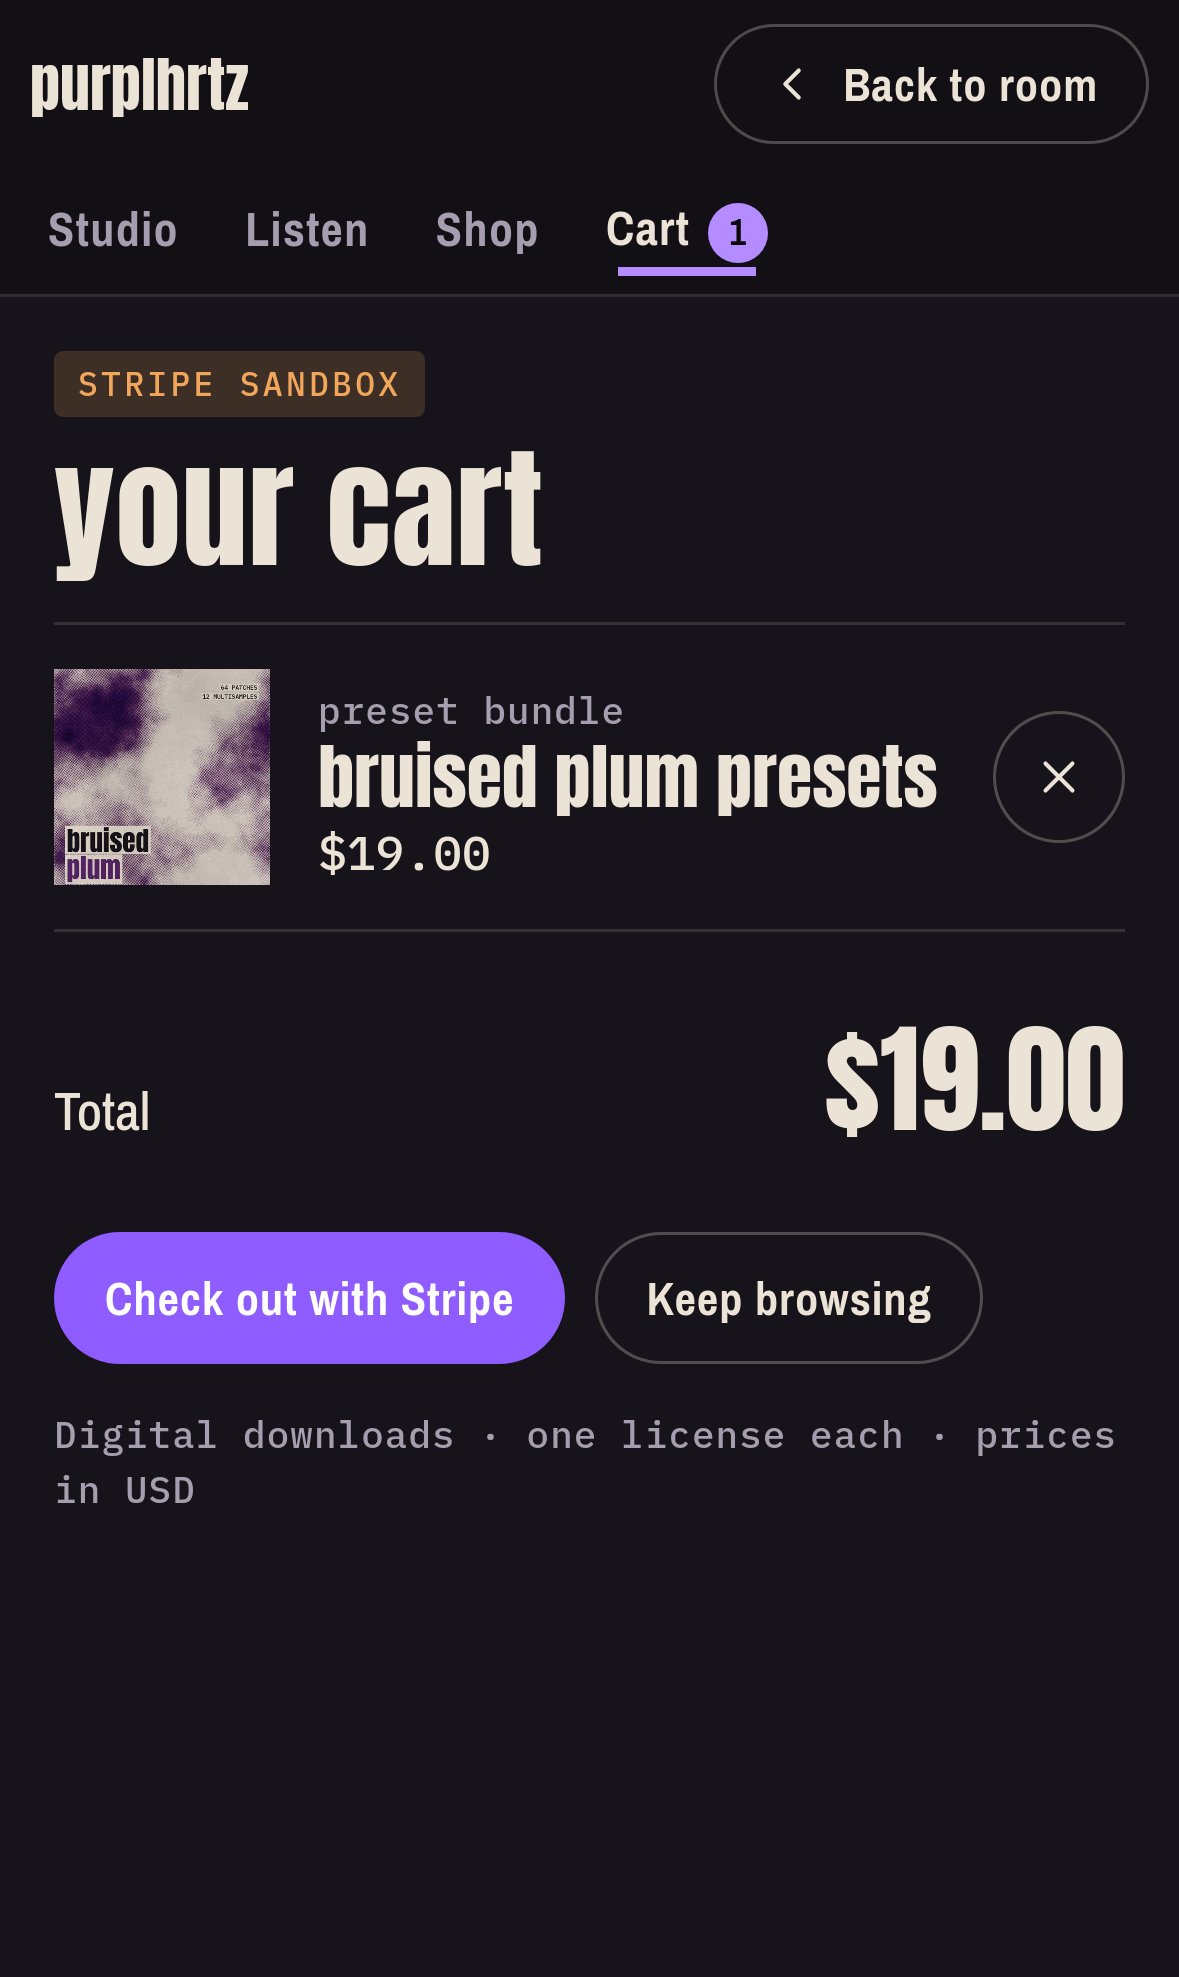 purplhrtz
Back to room
Studio Listen Shop Cart 1
STRIPE SANDBOX
your cart
64 PATCHES
12 MULTISAMPLES
bruised
plum
preset bundle
bruised plum presets
$19.00
Total
$19.00
Check out with Stripe
Keep browsing
Digital downloads · one license each · prices
in USD